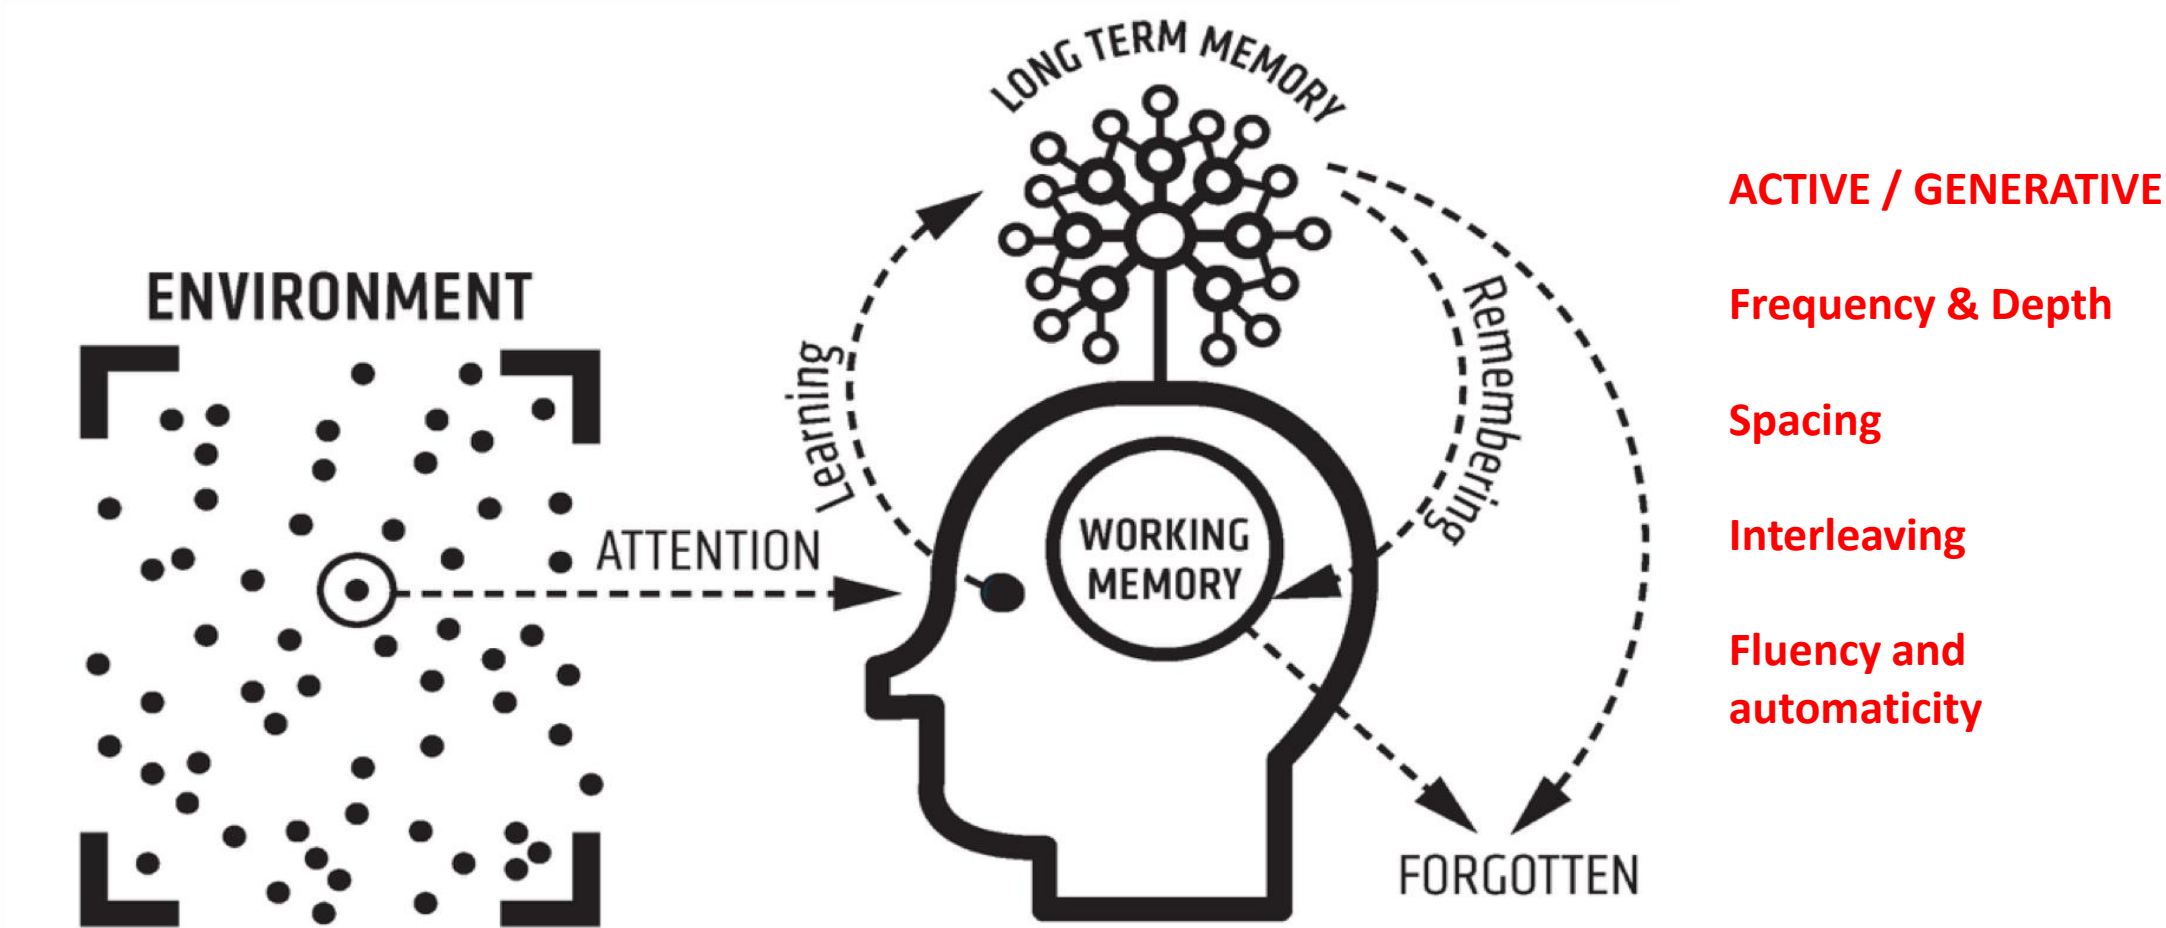 LONG TERM MEMORY
ENVIRONMENT
Learning
Remembering
ATTENTION
WORKING
MEMORY
FORGOTTEN
ACTIVE / GENERATIVE
Frequency & Depth
Spacing
Interleaving
Fluency and
automaticity